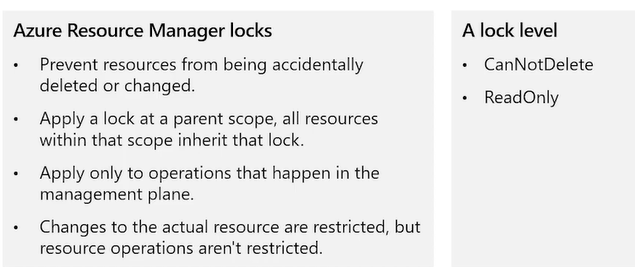 Azure Resource Manager locks
• Prevent resources from being accidentally
deleted or changed.
• Apply a lock at a parent scope, all resources
within that scope inherit that lock.
• Apply only to operations that happen in the
management plane.
• Changes to the actual resource are restricted, but
resource operations aren't restricted.
A lock level
• CanNotDelete
• ReadOnly